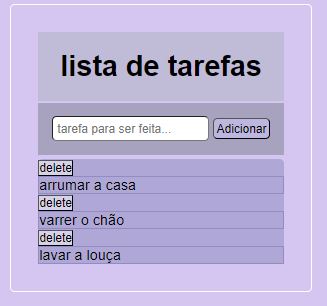 lista de tarefas
tarefa para ser feita... Adicionar
delete
arrumar a casa
delete
varrer o chão
delete
lavar a louça